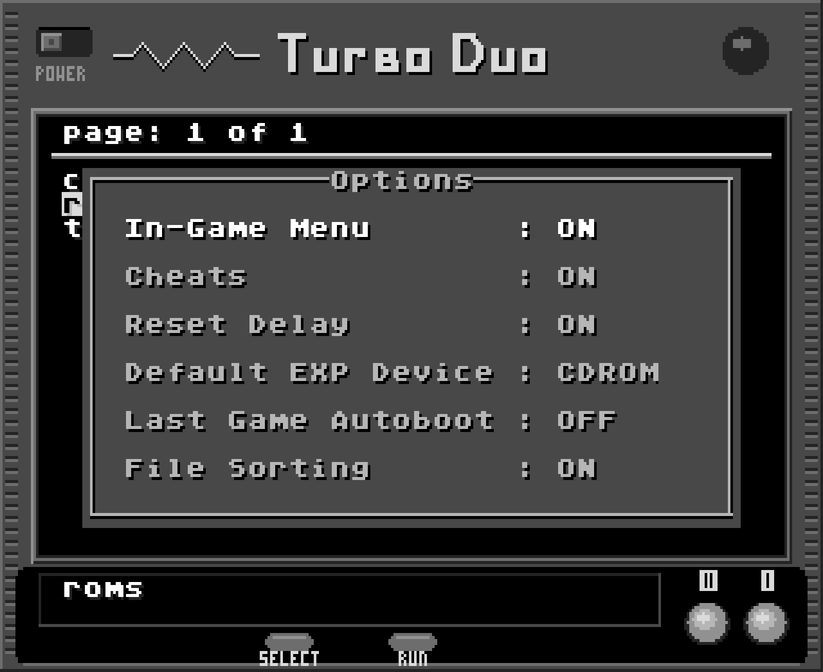 Turbo Duo
POWER
page: 1 of 1
c
r
t
Options
In-Game Menu : ON
Cheats : ON
Reset Delay : ON
Default EXP Device : CDROM
Last Game Autoboot : OFF
File Sorting : ON
roms
II I
SELECT RUN